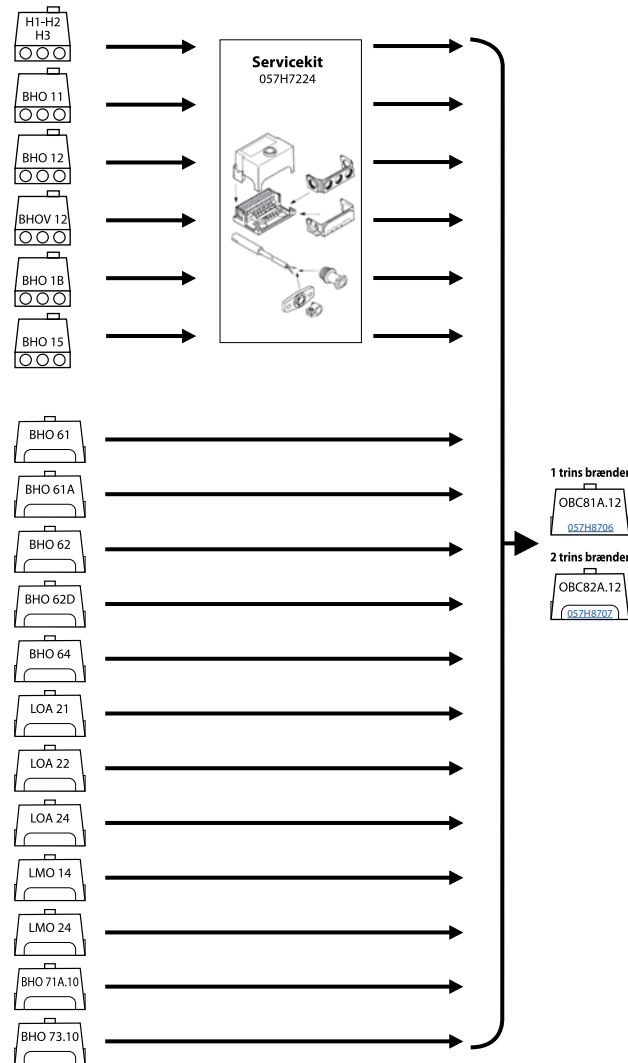 H1-H2
H3
BHO 11
BHO 12
BHOV 12
BHO 1B
BHO 15
Servicekit
057H7224
BHO 61
BHO 61A
BHO 62
BHO 62D
BHO 64
LOA 21
LOA 22
LOA 24
LMO 14
LMO 24
BHO 71A.10
BHO 73.10
1 trins brænder
OBC81A.12
057H8706
2 trins brænder
OBC82A.12
057H8707